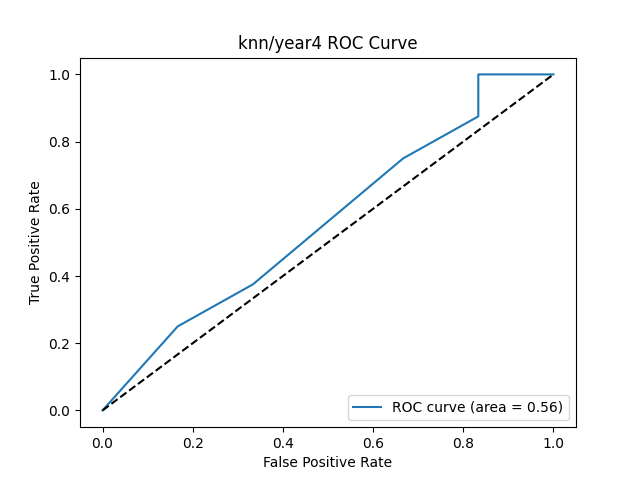 knn/year4 ROC Curve
True Positive Rate
1.0
0.8
0.6
0.4
0.2
0.0
ROC curve (area = 0.56)
0.0 0.2 0.4 0.6 0.8 1.0
False Positive Rate